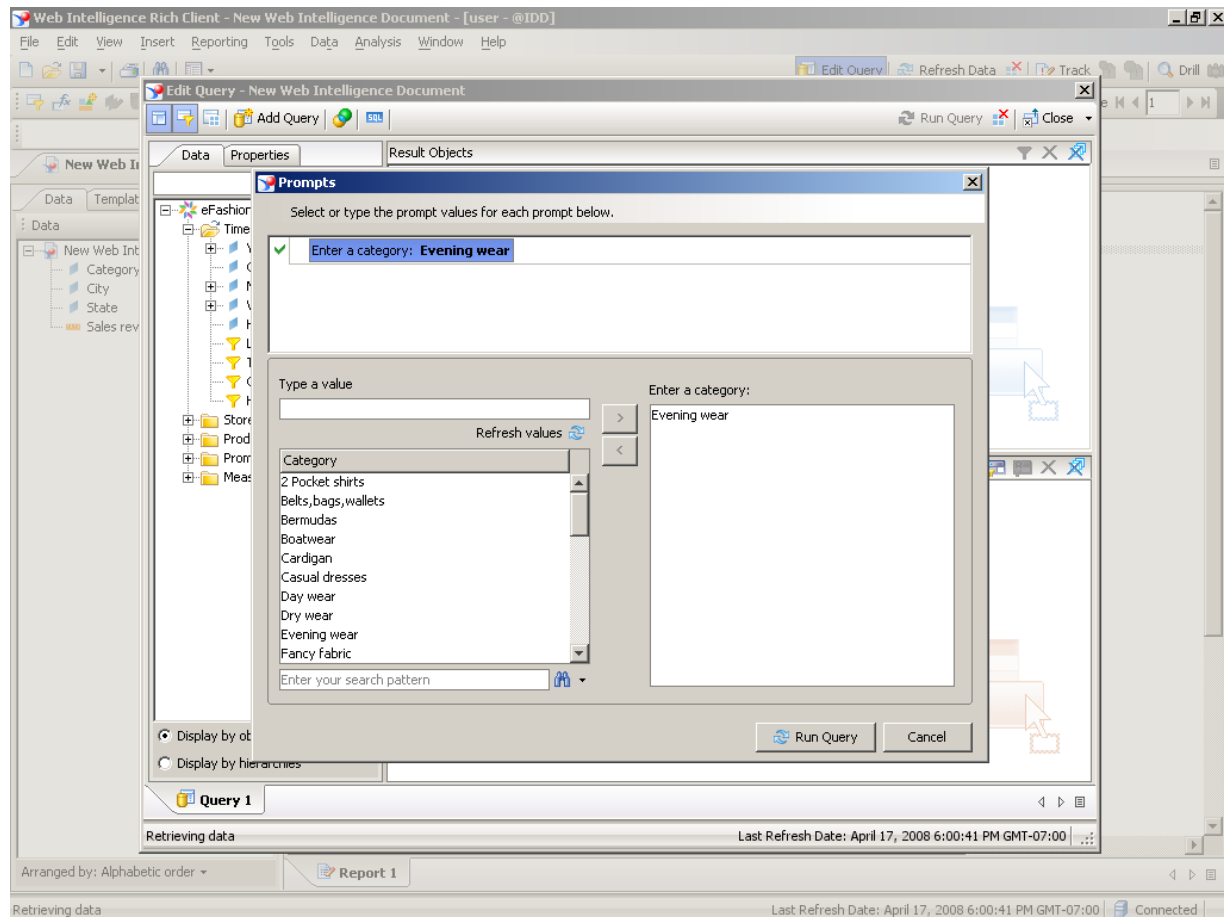 Web Intelligence Rich Client - New Web Intelligence Document - [user - @IDD]
File Edit View Insert Reporting Tools Data Analysis Window Help
Edit Query Refresh Data Track Drill
Edit Query - New Web Intelligence Document
1
Add Query SQL Run Query Close
New Web I
Data Properties Result Objects
Data Templat
Data
New Web Int
Category
City
State
Sales rev
eFashion
Time
Store
Prod
Prom
Meas
Prompts
Select or type the prompt values for each prompt below.
Enter a category: Evening wear
Type a value
Refresh values
Enter a category:
Evening wear
Category
2 Pocket shirts
Belts,bags,wallets
Bermudas
Boatwear
Cardigan
Casual dresses
Day wear
Dry wear
Evening wear
Fancy fabric
Enter your search pattern
Run Query Cancel
Display by ob
Display by hierarchies
Query 1
Retrieving data Last Refresh Date: April 17, 2008 6:00:41 PM GMT-07:00
Arranged by: Alphabetic order Report 1
Retrieving data Last Refresh Date: April 17, 2008 6:00:41 PM GMT-07:00 Connected